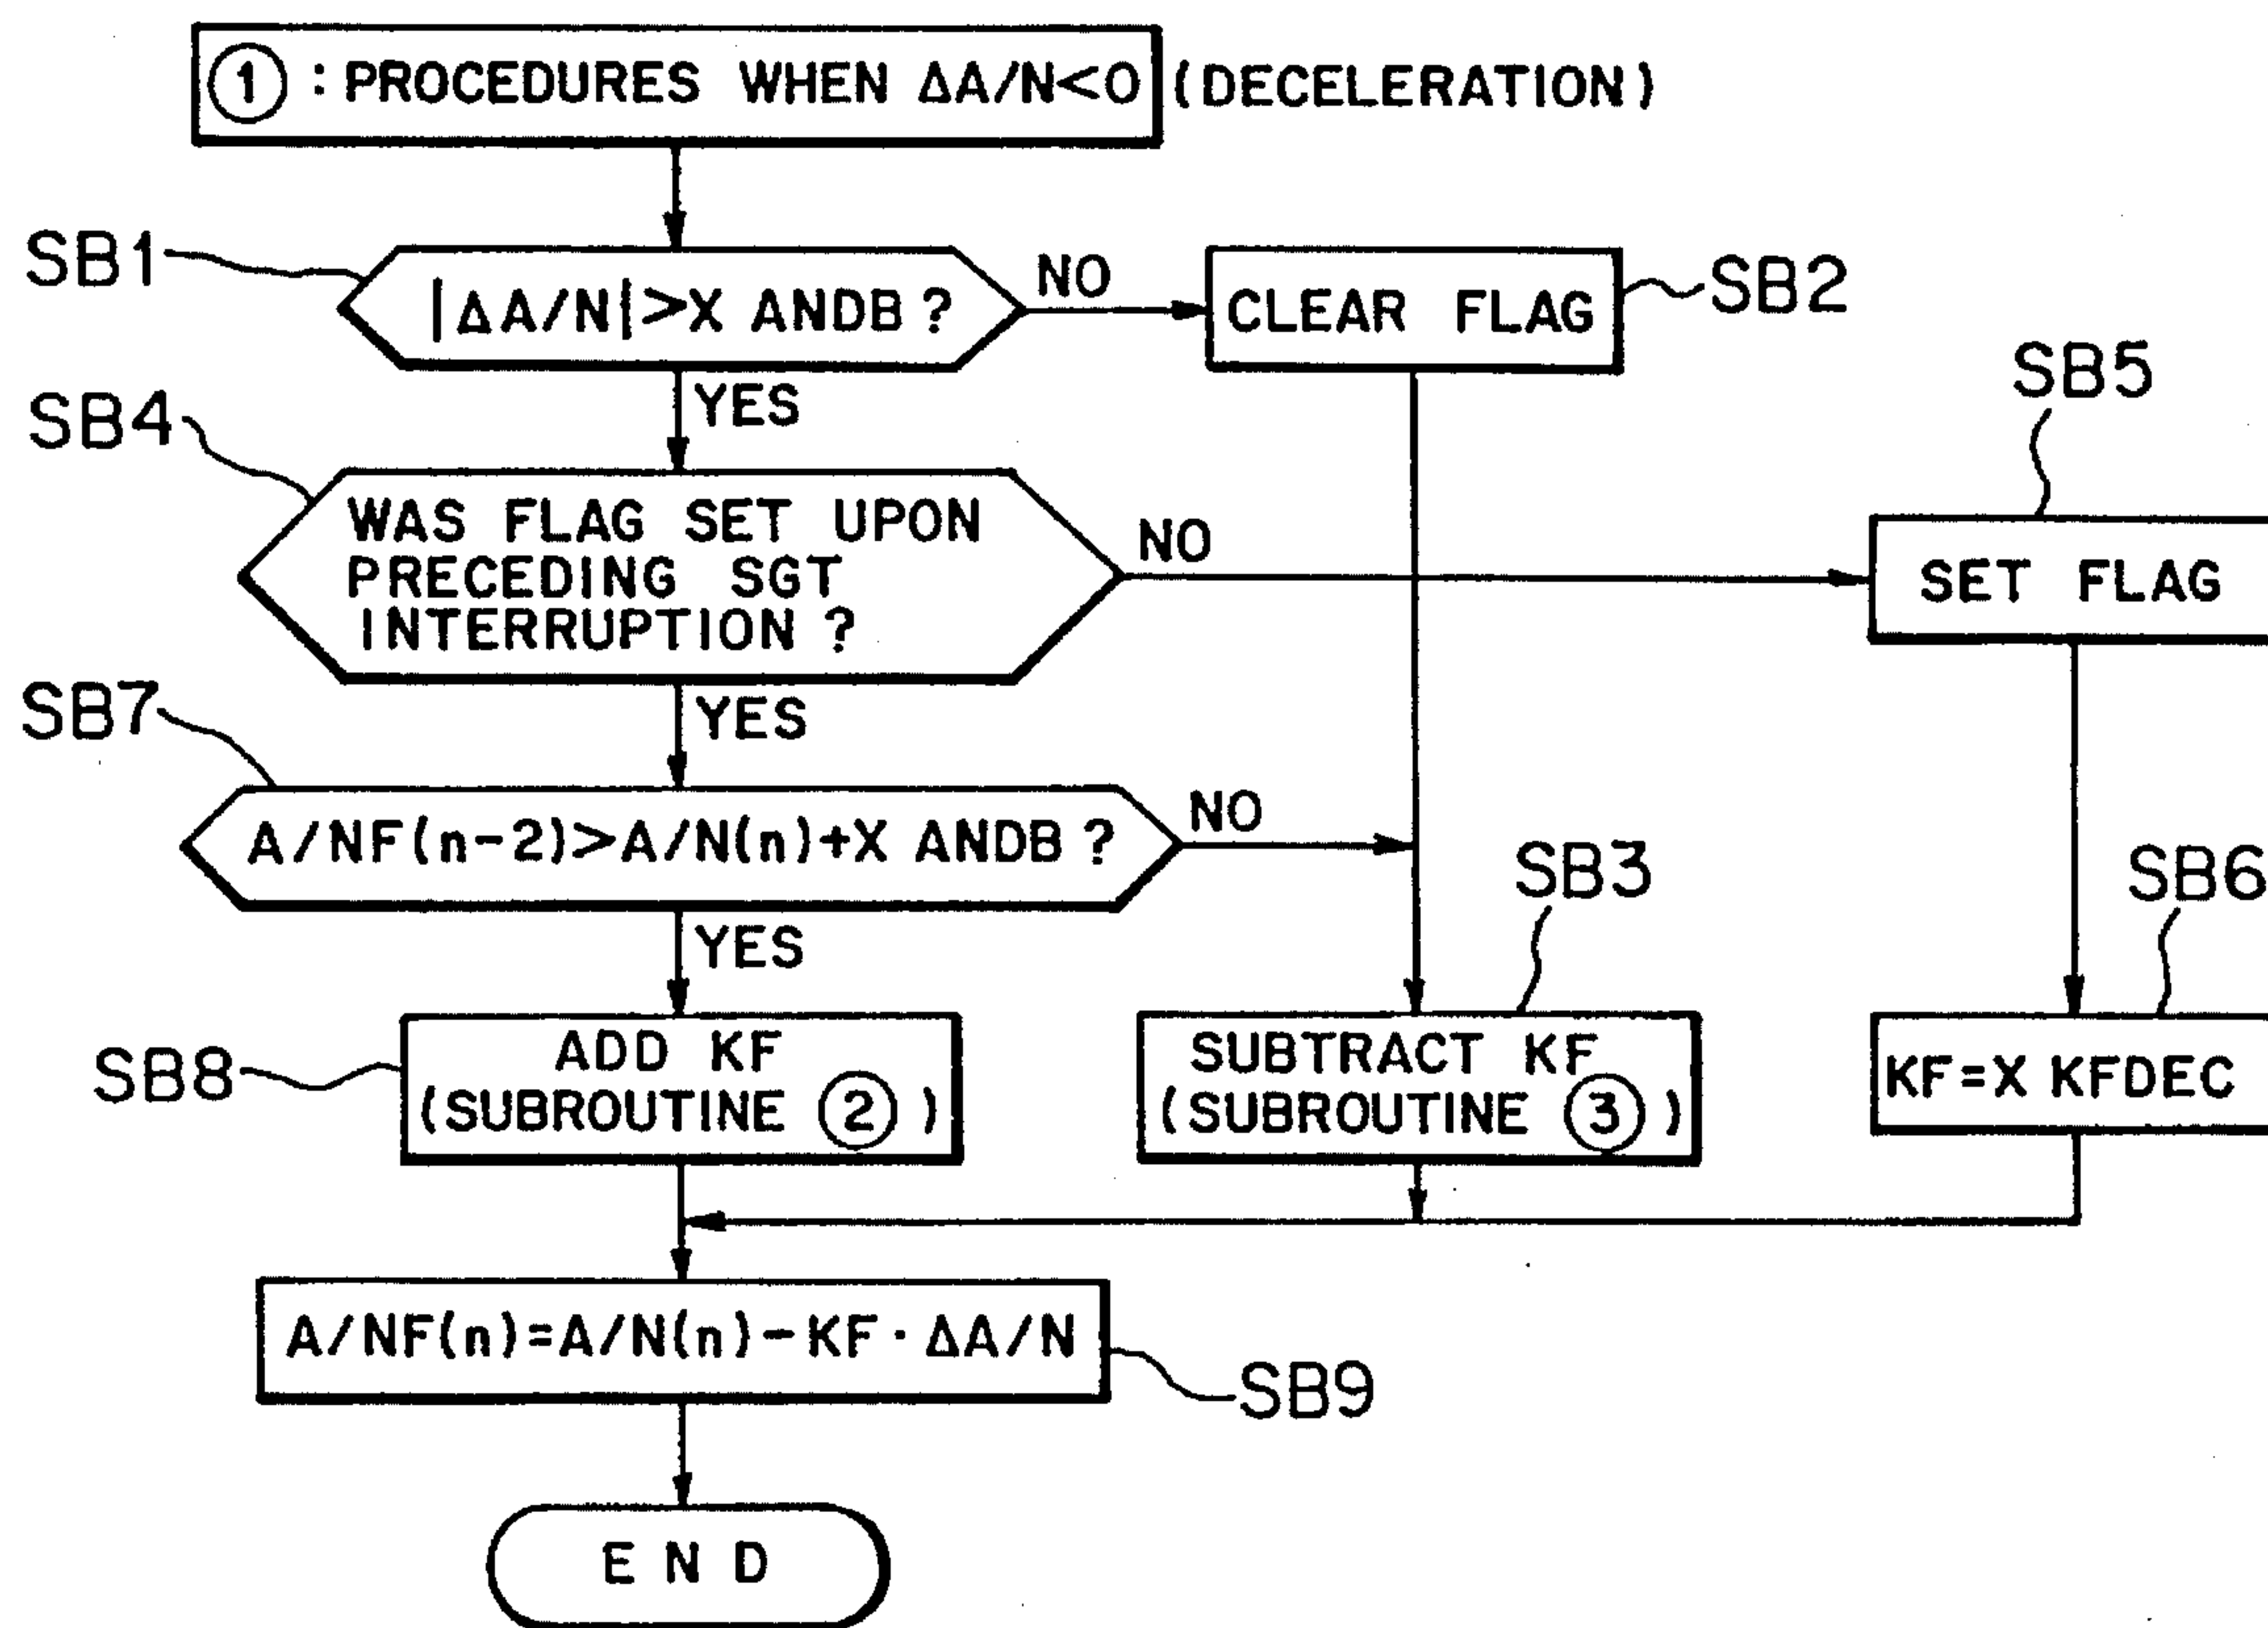 ① : PROCEDURES WHEN ΔA/N<0 (DECELERATION)
SB1
|ΔA/N|>X ANDB ?
NO
CLEAR FLAG
SB2
YES
SB4
WAS FLAG SET UPON
PRECEDING SGT
INTERRUPTION ?
NO
SB5
SET FLAG
YES
SB7
A/NF(n-2)>A/N(n)+X ANDB ?
NO
SB3
SB6
YES
SB8
ADD KF
(SUBROUTINE ② )
SUBTRACT KF
(SUBROUTINE ③ )
KF=X KFDEC
A/NF(n)=A/N(n)-KF·ΔA/N
SB9
END